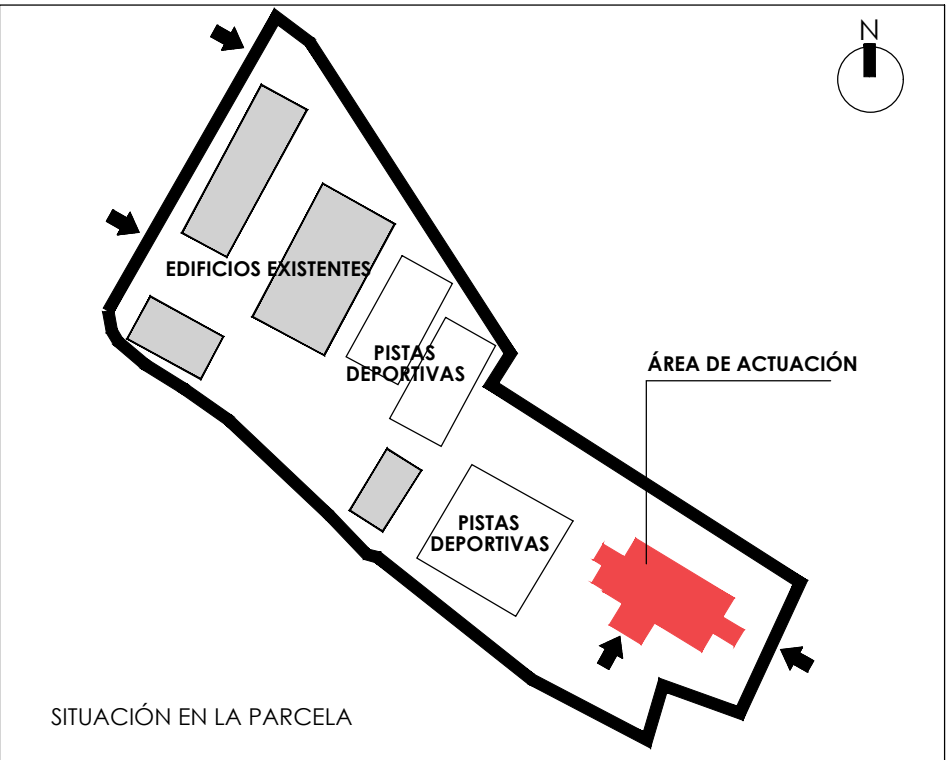 N
EDIFICIOS EXISTENTES
PISTAS
DEPORTIVAS
ÁREA DE ACTUACIÓN
PISTAS
DEPORTIVAS
SITUACIÓN EN LA PARCELA